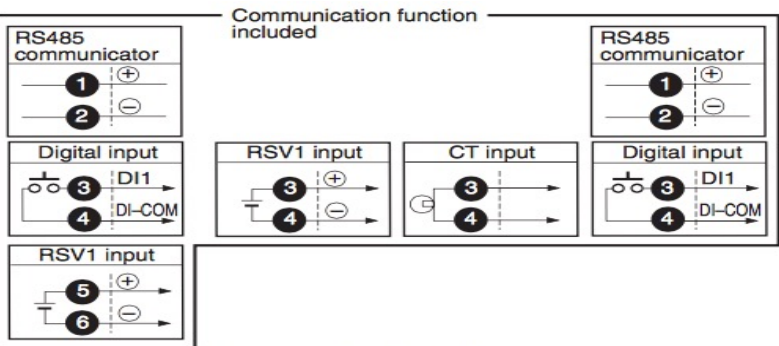 Communication function
included
RS485
communicator
1 ⊕
2 ⊖
RS485
communicator
1 ⊕
2 ⊖
Digital input
3 DI1
4 DI–COM
RSV1 input
3 ⊕
4 ⊖
CT input
3
4
Digital input
3 DI1
4 DI–COM
RSV1 input
5 ⊕
6 ⊖